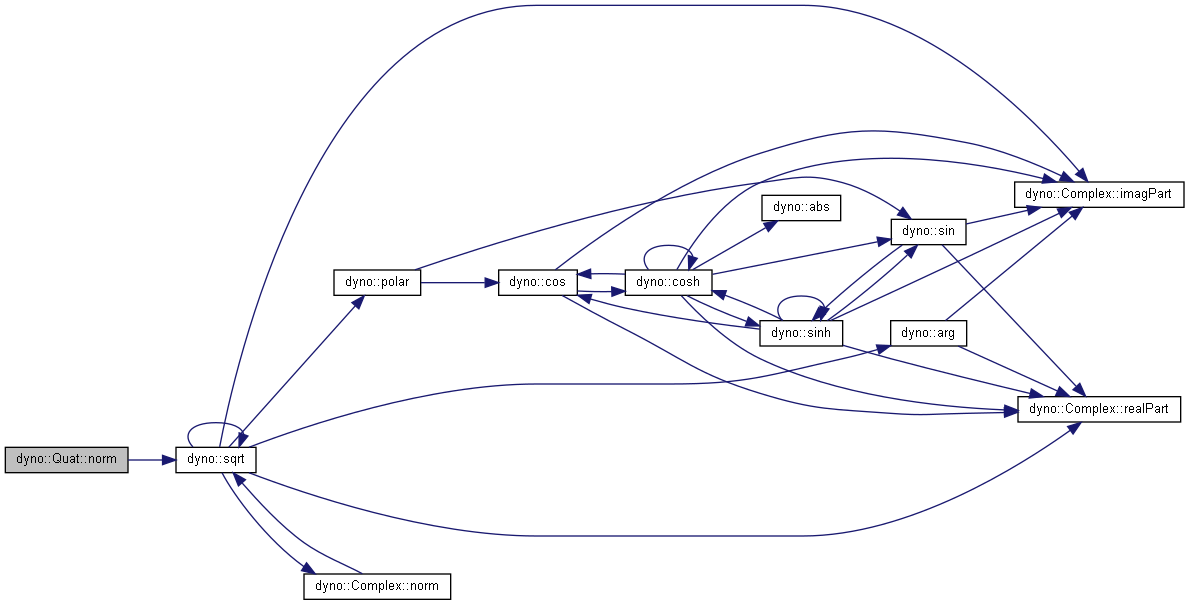 dyno::Complex::imagPart
dyno::abs
dyno::sin
dyno::polar
dyno::cos
dyno::cosh
dyno::sinh
dyno::arg
dyno::Complex::realPart
dyno::Quat::norm
dyno::sqrt
dyno::Complex::norm